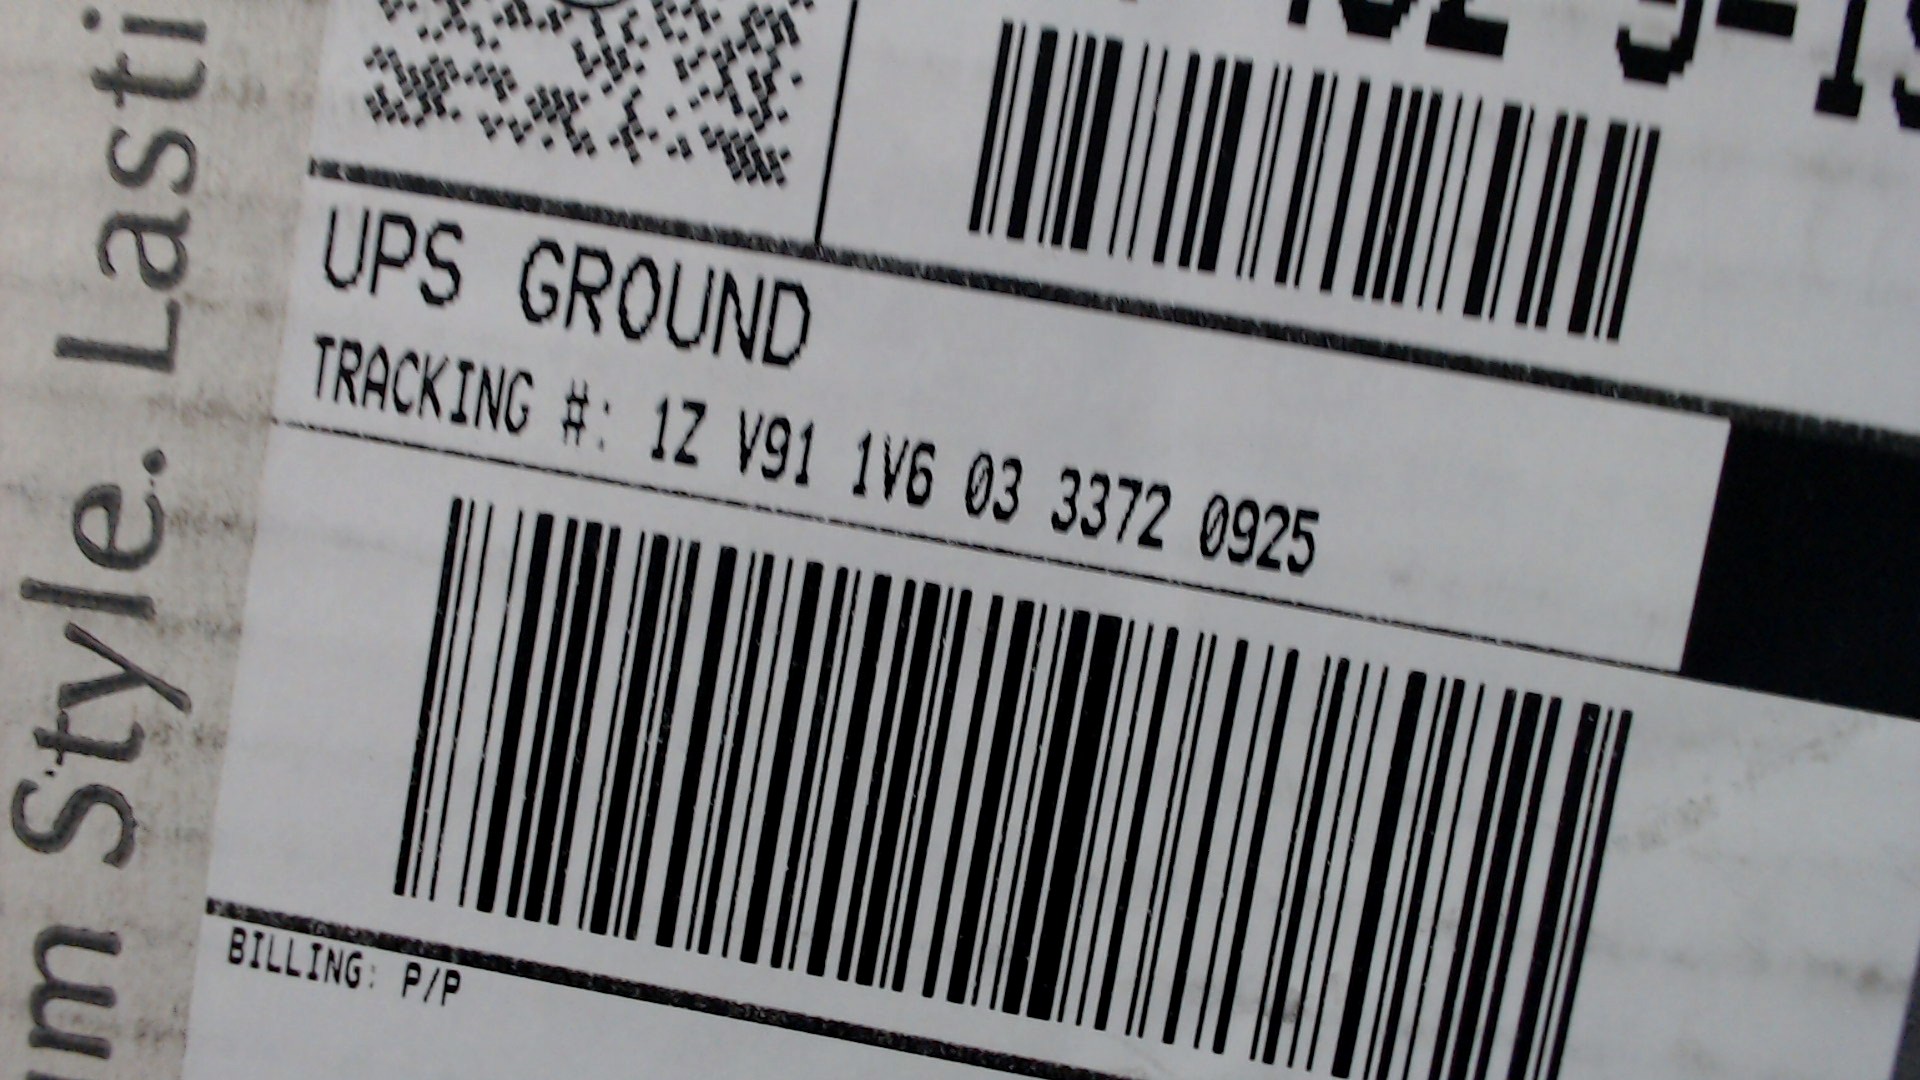 UPS GROUND
TRACKING #: 1Z V91 1V6 03 3372 0925
BILLING: P/P
Style. Lasti